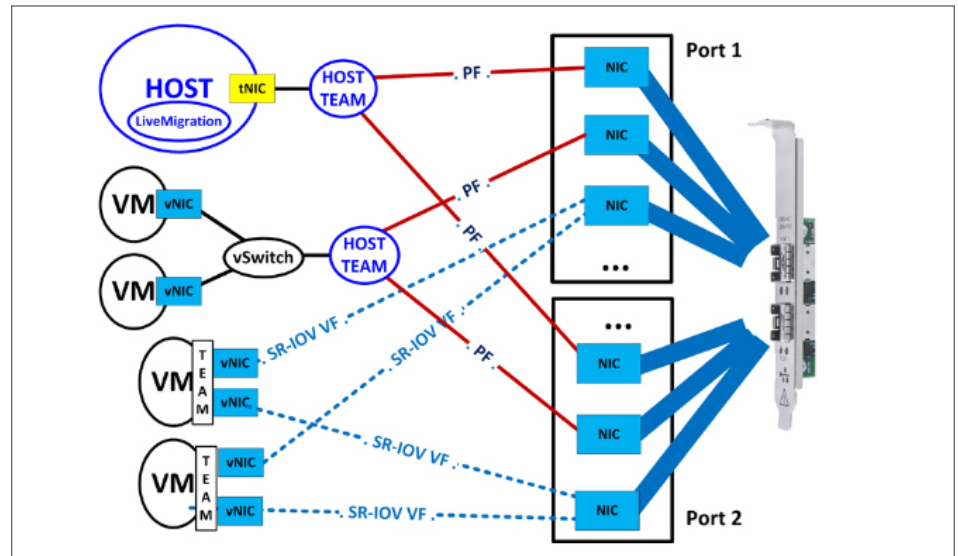 Port 1
HOST
tNIC
LiveMigration
HOST
TEAM
PF
NIC
VM
vNIC
PF
NIC
NIC
vSwitch
HOST
TEAM
PF
...
VM
vNIC
SR-IOV VF
SR-IOV VF
PF
...
NIC
VM
TEAM
vNIC
vNIC
SR-IOV VF
NIC
VM
TEAM
vNIC
vNIC
SR-IOV VF
NIC
Port 2